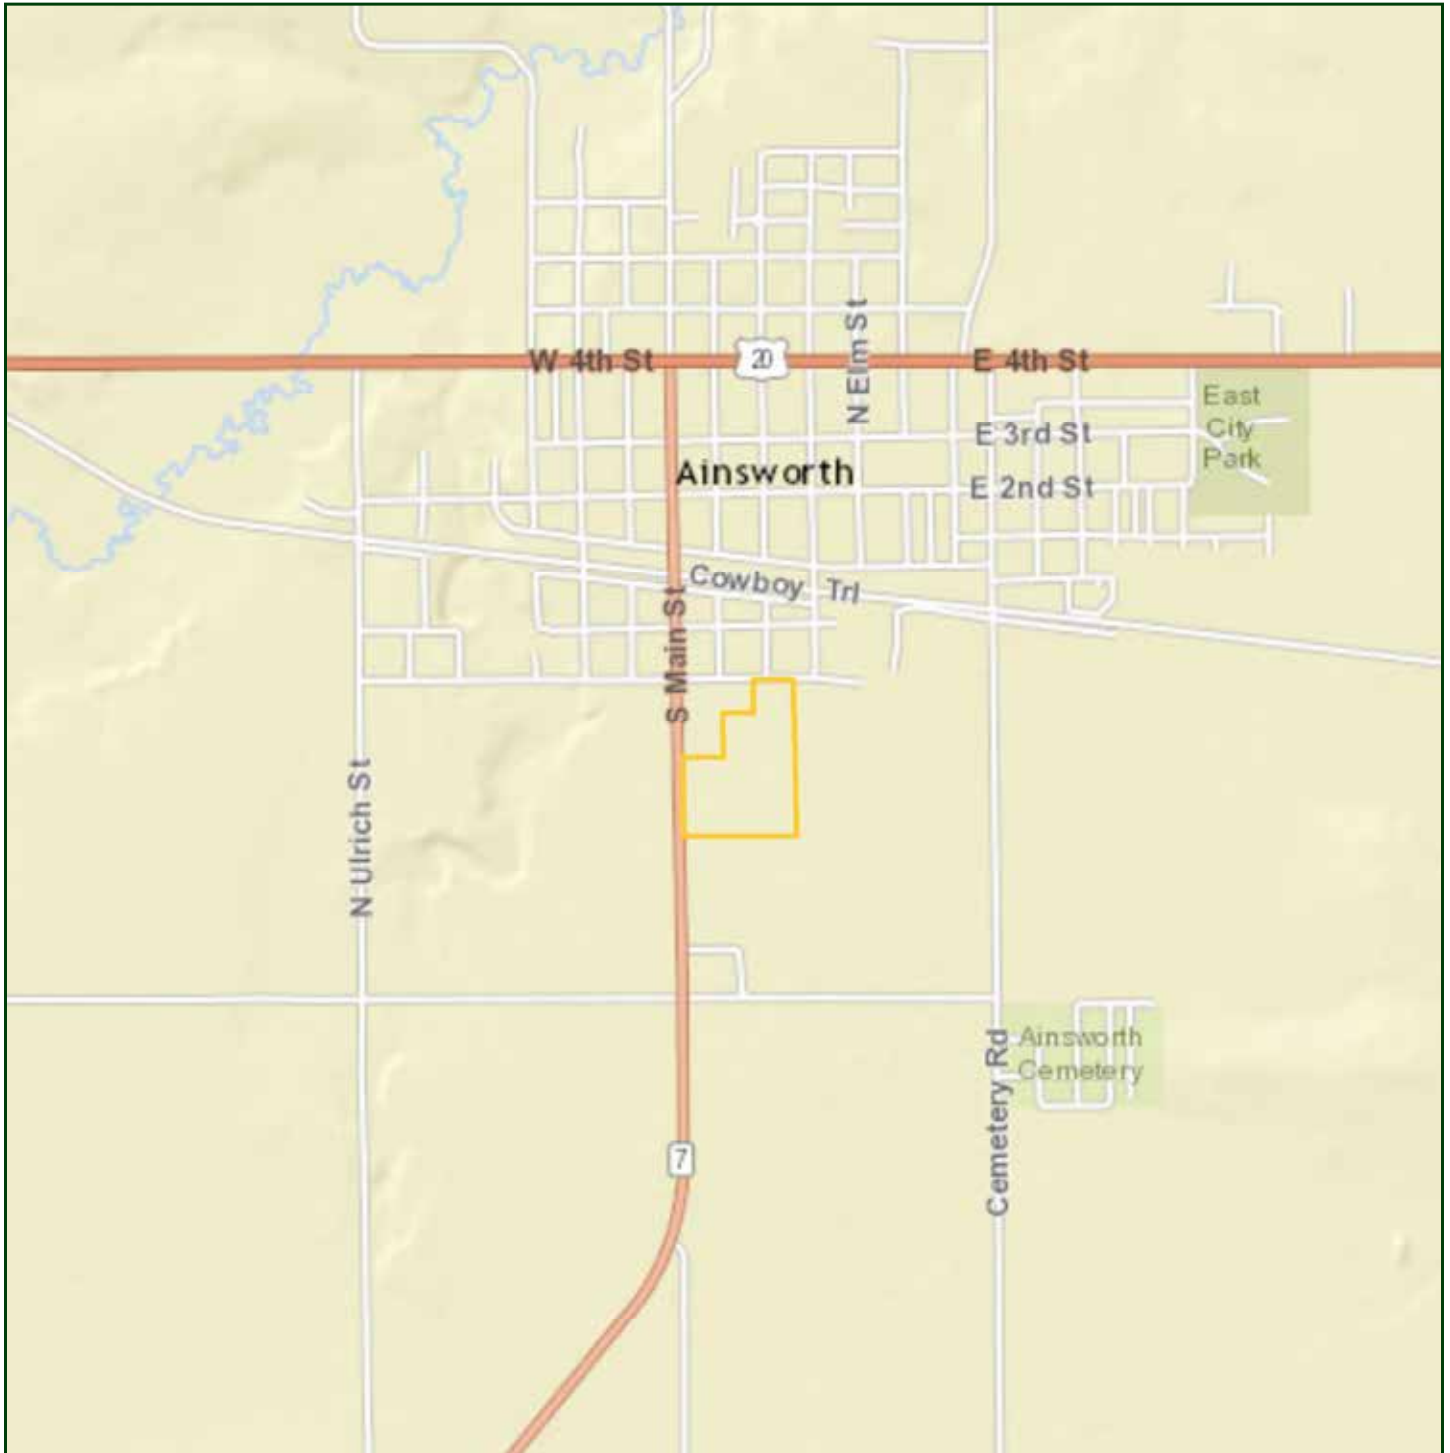 W 4th St
20
N Elm St
E 4th St
East
City
Park
E 3rd St
Ainsworth
E 2nd St
Cowboy Trl
S Main St
N Ulrich St
Ainsworth
Cemetery
Cemetery Rd
7